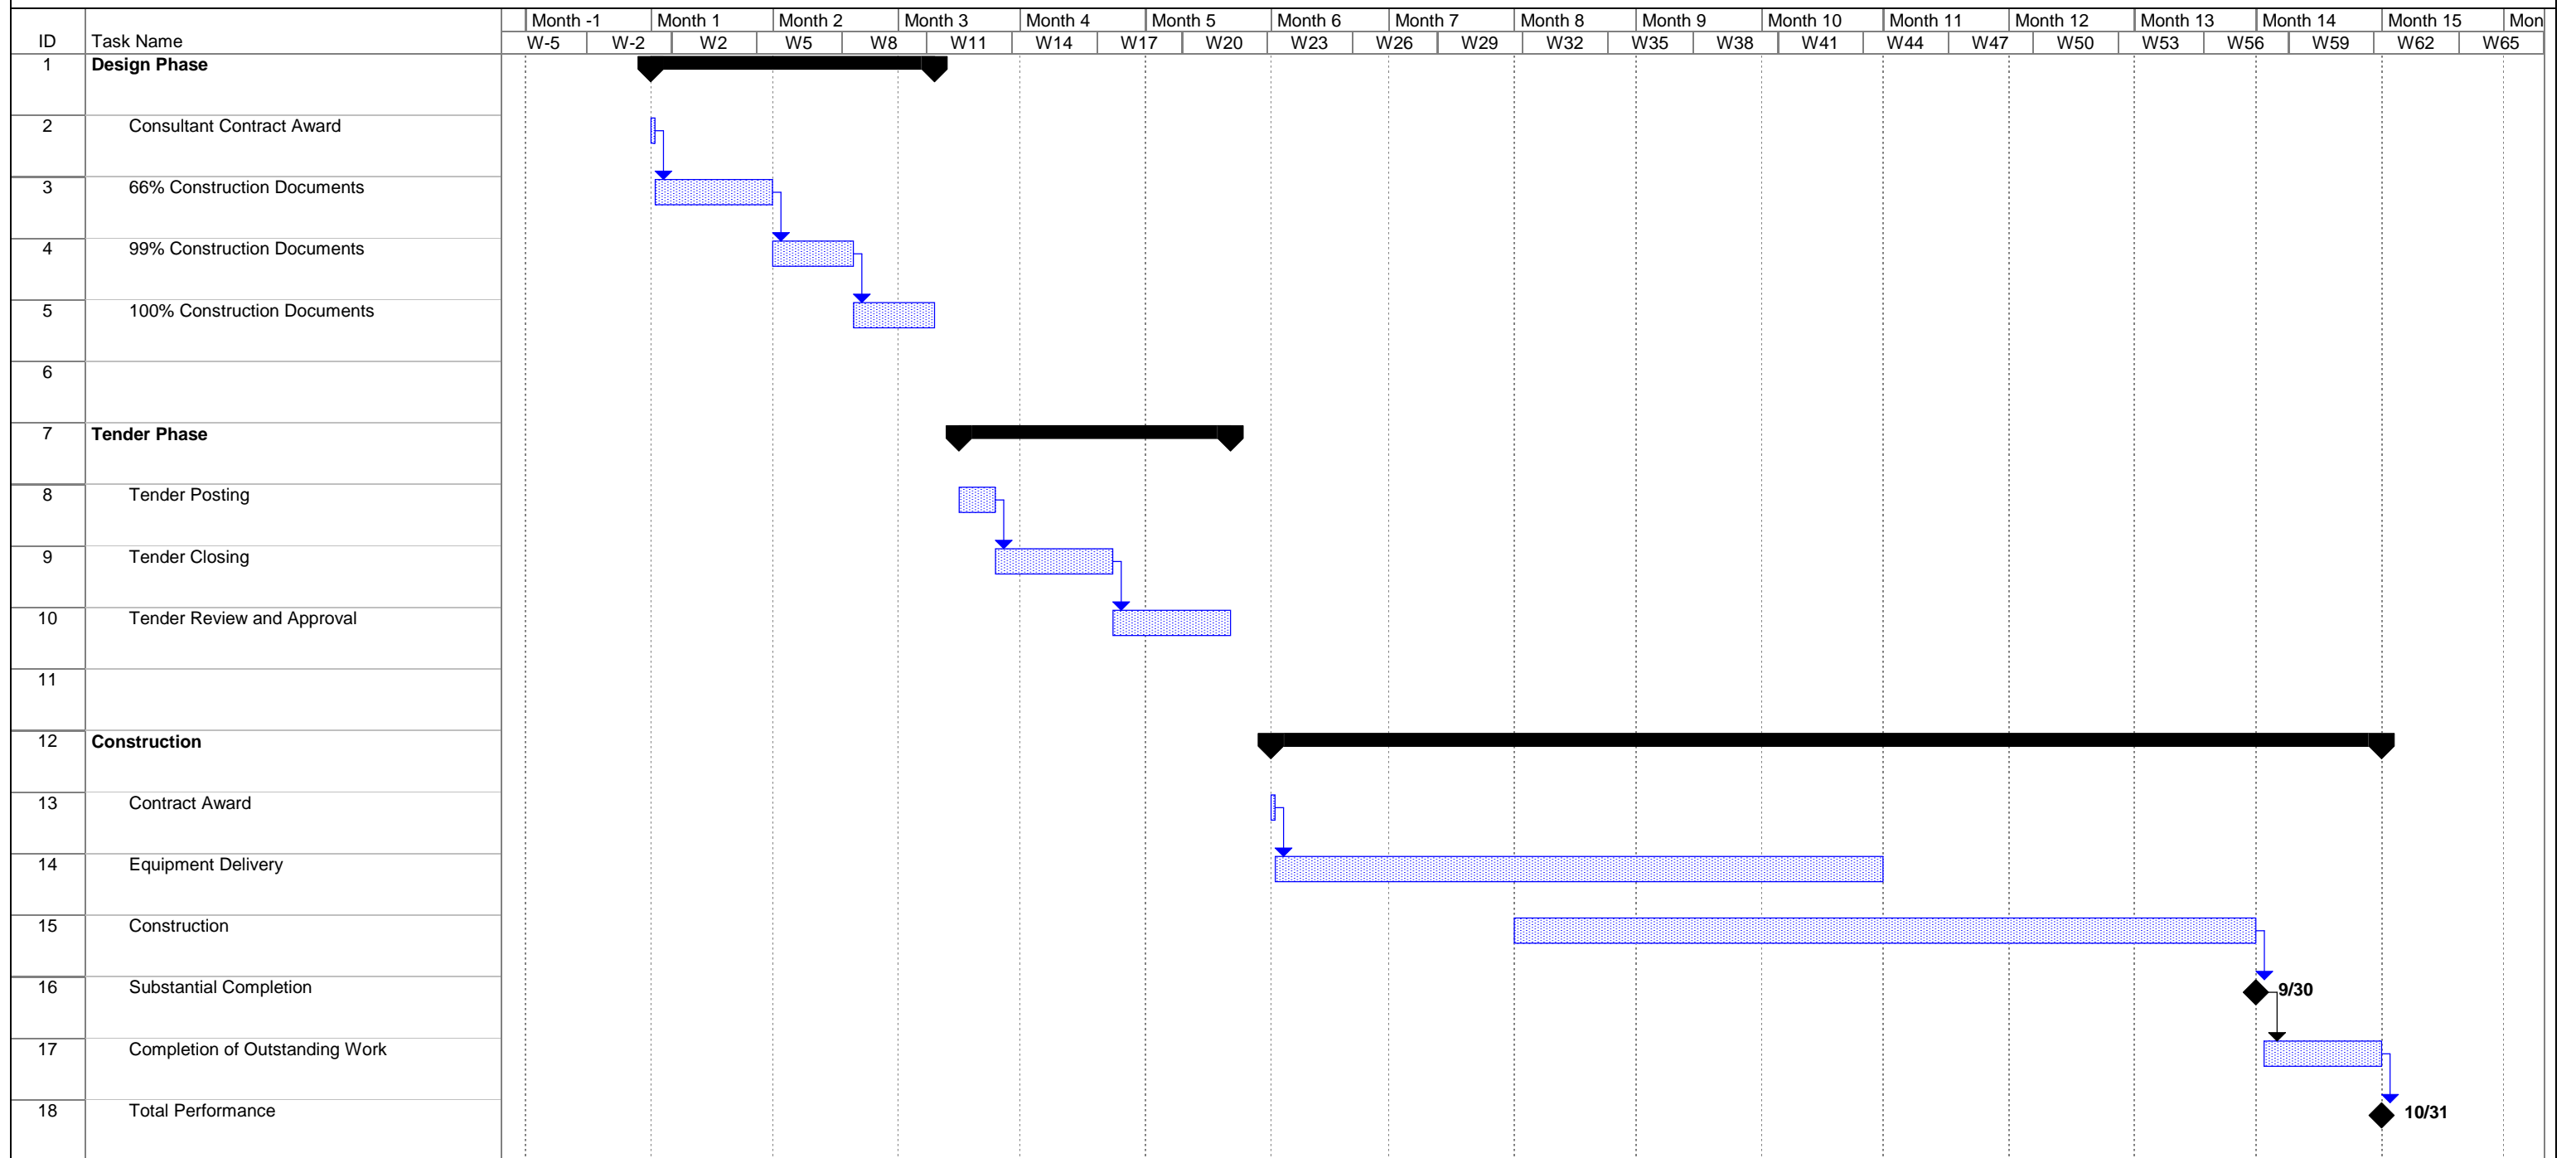 Month -1 Month 1 Month 2 Month 3 Month 4 Month 5 Month 6 Month 7 Month 8 Month 9 Month 10 Month 11 Month 12 Month 13 Month 14 Month 15 Mon
ID Task Name W-5 W-2 W2 W5 W8 W11 W14 W17 W20 W23 W26 W29 W32 W35 W38 W41 W44 W47 W50 W53 W56 W59 W62 W65
1 Design Phase
2 Consultant Contract Award
3 66% Construction Documents
4 99% Construction Documents
5 100% Construction Documents
6
7 Tender Phase
8 Tender Posting
9 Tender Closing
10 Tender Review and Approval
11
12 Construction
13 Contract Award
14 Equipment Delivery
15 Construction
16 Substantial Completion 9/30
17 Completion of Outstanding Work
18 Total Performance 10/31